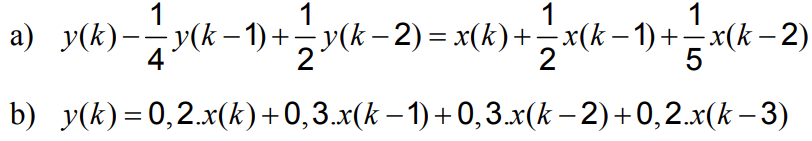 a) y(k) − 1/4 y(k − 1) + 1/2 y(k − 2) = x(k) + 1/2 x(k − 1) + 1/5 x(k − 2)
b) y(k) = 0,2.x(k) + 0,3.x(k − 1) + 0,3.x(k − 2) + 0,2.x(k − 3)